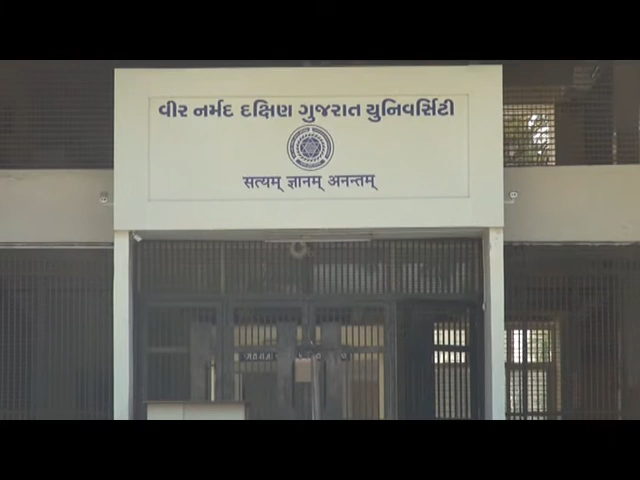 વીર નર્મદ દક્ષિણ ગુજરાત યુનિવર્સિટી
सत्यम् ज्ञानम् अनन्तम्